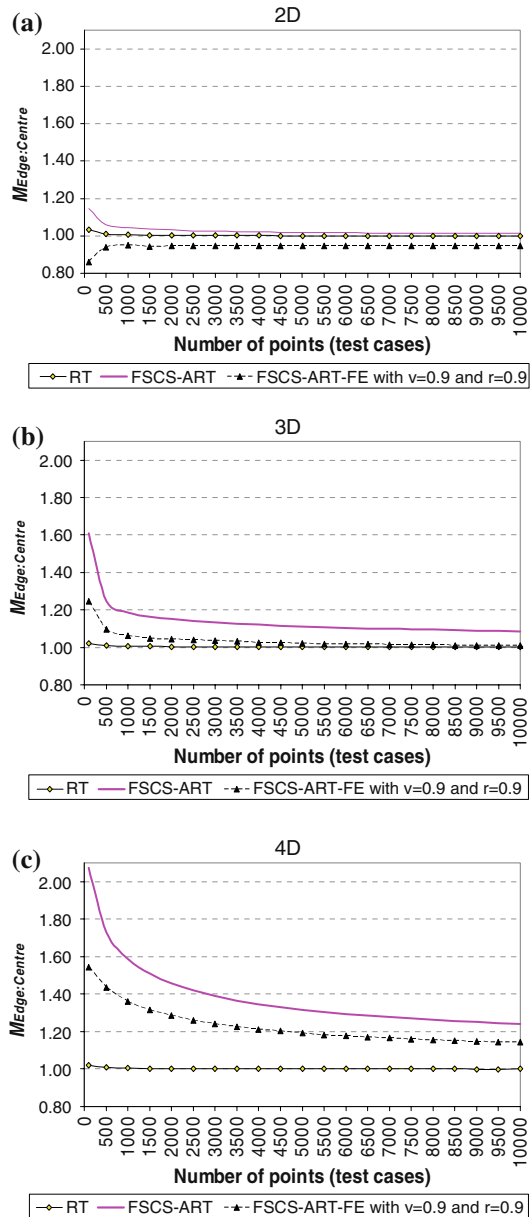 (a)
2D
2.00
1.80
1.60
1.40
1.20
1.00
0.80
MEdge:Centre
0 500 1000 1500 2000 2500 3000 3500 4000 4500 5000 5500 6000 6500 7000 7500 8000 8500 9000 9500 10000
Number of points (test cases)
RT FSCS-ART FSCS-ART-FE with v=0.9 and r=0.9
(b)
3D
2.00
1.80
1.60
1.40
1.20
1.00
0.80
MEdge:Centre
0 500 1000 1500 2000 2500 3000 3500 4000 4500 5000 5500 6000 6500 7000 7500 8000 8500 9000 9500 10000
Number of points (test cases)
RT FSCS-ART FSCS-ART-FE with v=0.9 and r=0.9
(c)
4D
2.00
1.80
1.60
1.40
1.20
1.00
0.80
MEdge:Centre
0 500 1000 1500 2000 2500 3000 3500 4000 4500 5000 5500 6000 6500 7000 7500 8000 8500 9000 9500 10000
Number of points (test cases)
RT FSCS-ART FSCS-ART-FE with v=0.9 and r=0.9